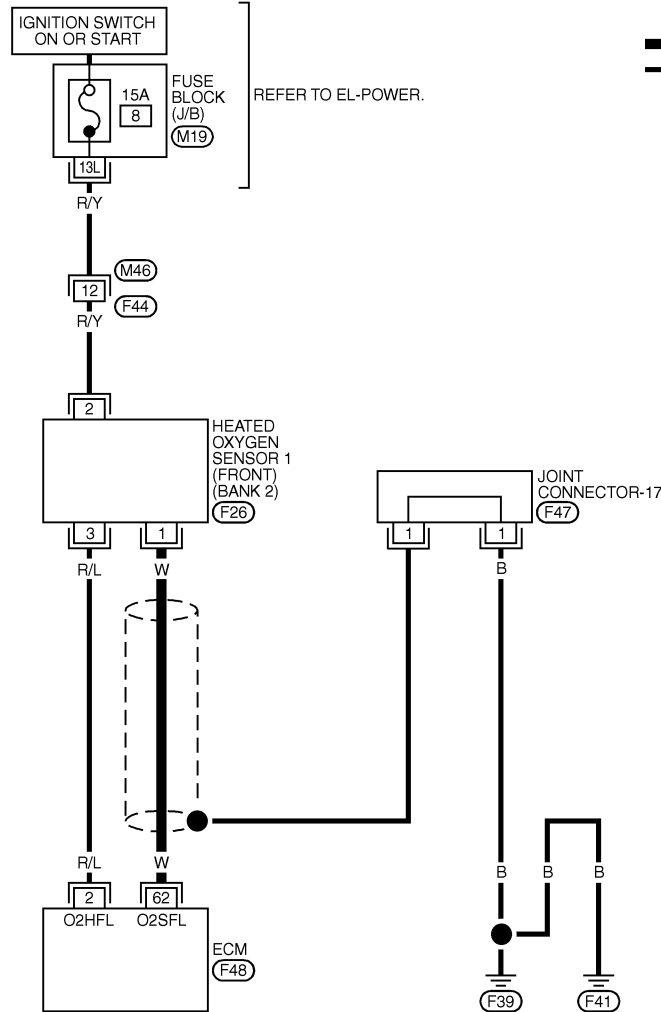 IGNITION SWITCH
ON OR START
FUSE
BLOCK
(J/B)
M19
15A
8
REFER TO EL-POWER.
13L
R/Y
M46
12
F44
R/Y
2
HEATED
OXYGEN
SENSOR 1
(FRONT)
(BANK 2)
F26
3
1
R/L
W
JOINT
CONNECTOR-17
F47
1
1
B
R/L
W
B
B
B
2
62
O2HFL
O2SFL
ECM
F48
F39
F41